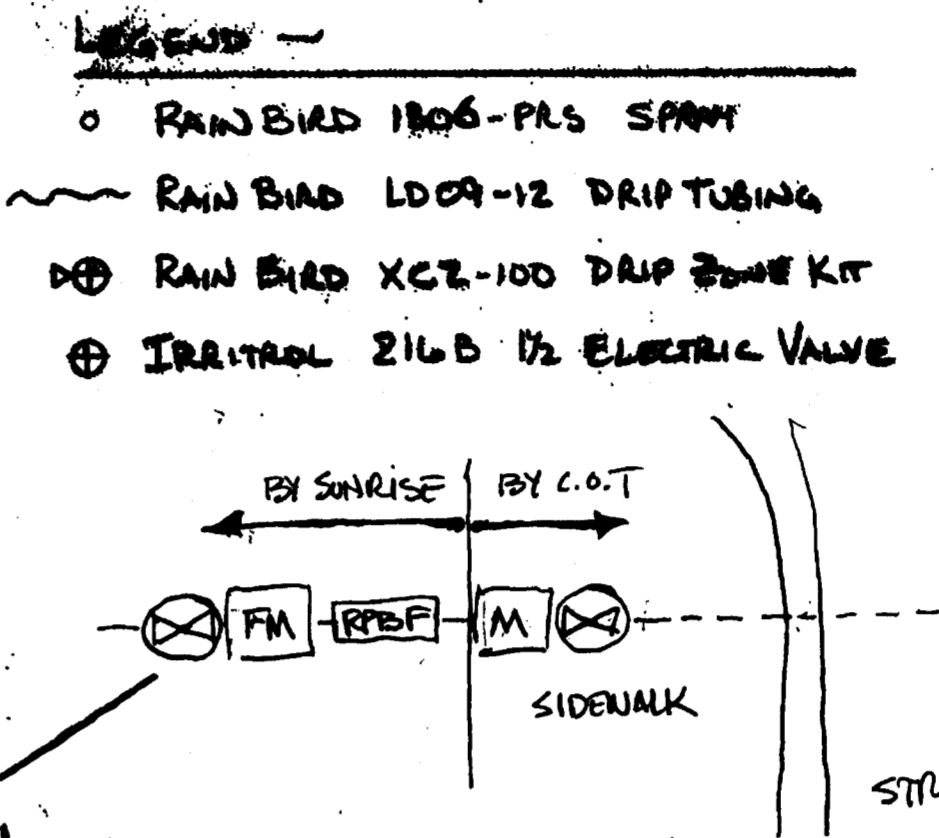 LEGEND —
RAIN BIRD 1806-PRS SPRAY
RAIN BIRD LD09-12 DRIP TUBING
RAIN BIRD XCZ-100 DRIP ZONE KIT
IRRITROL 216B 1½ ELECTRIC VALVE
BY SUNRISE BY C.O.T
FM RPBF M
SIDEWALK
STR